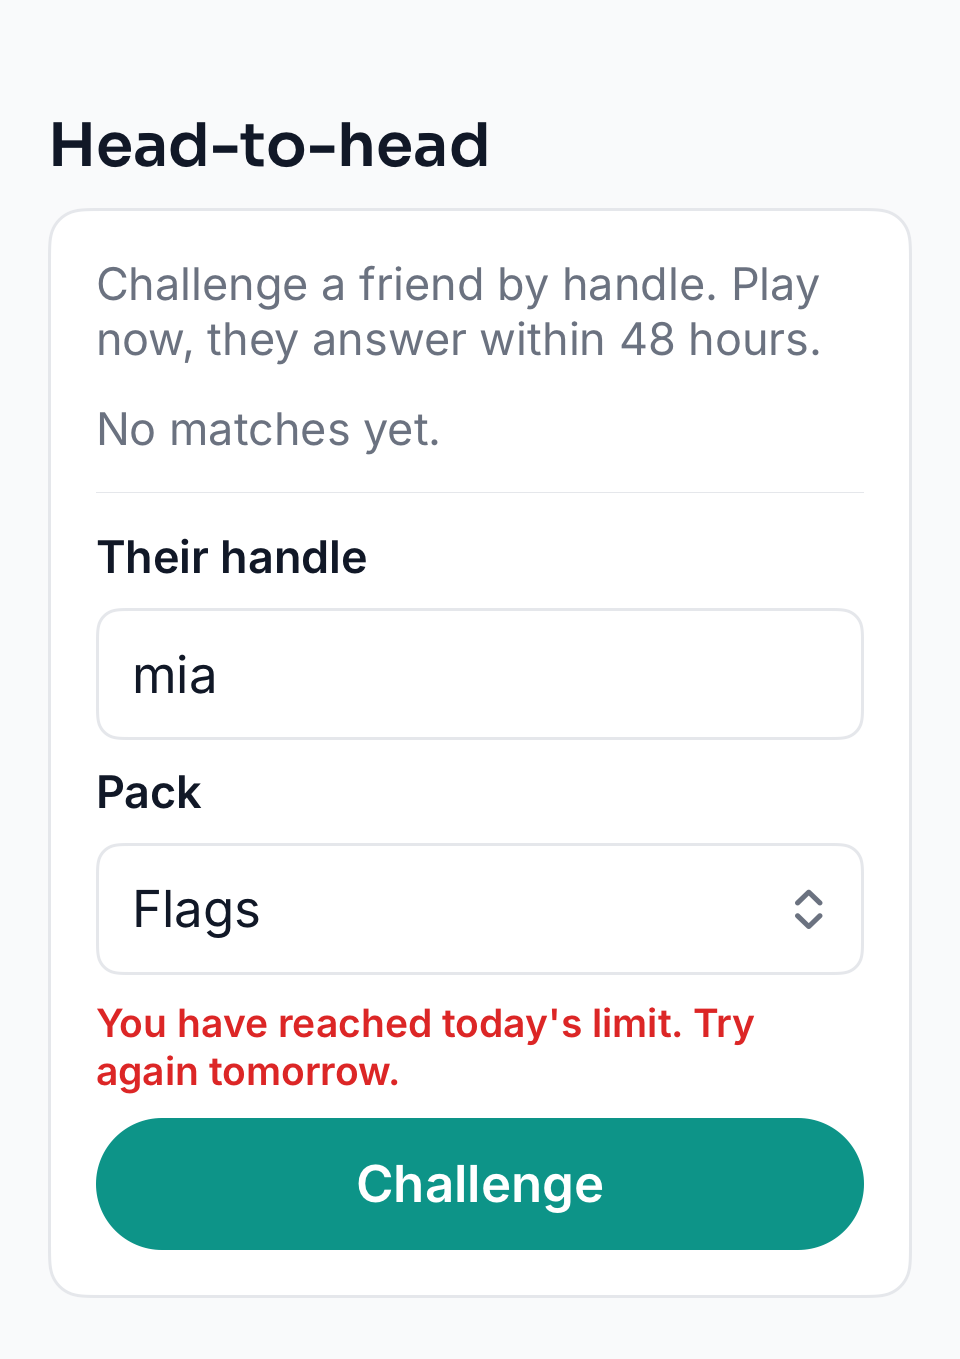 Head-to-head
Challenge a friend by handle. Play
now, they answer within 48 hours.
No matches yet.
Their handle
mia
Pack
Flags
You have reached today's limit. Try
again tomorrow.
Challenge